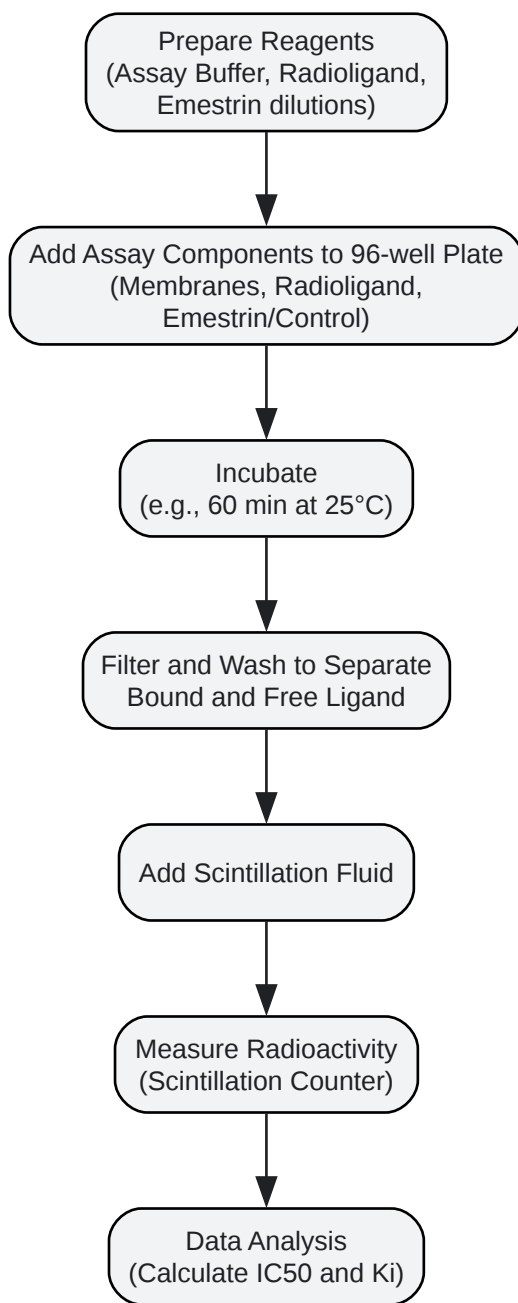 Prepare Reagents
(Assay Buffer, Radioligand,
Emestrin dilutions)
Add Assay Components to 96-well Plate
(Membranes, Radioligand,
Emestrin/Control)
Incubate
(e.g., 60 min at 25°C)
Filter and Wash to Separate
Bound and Free Ligand
Add Scintillation Fluid
Measure Radioactivity
(Scintillation Counter)
Data Analysis
(Calculate IC50 and Ki)